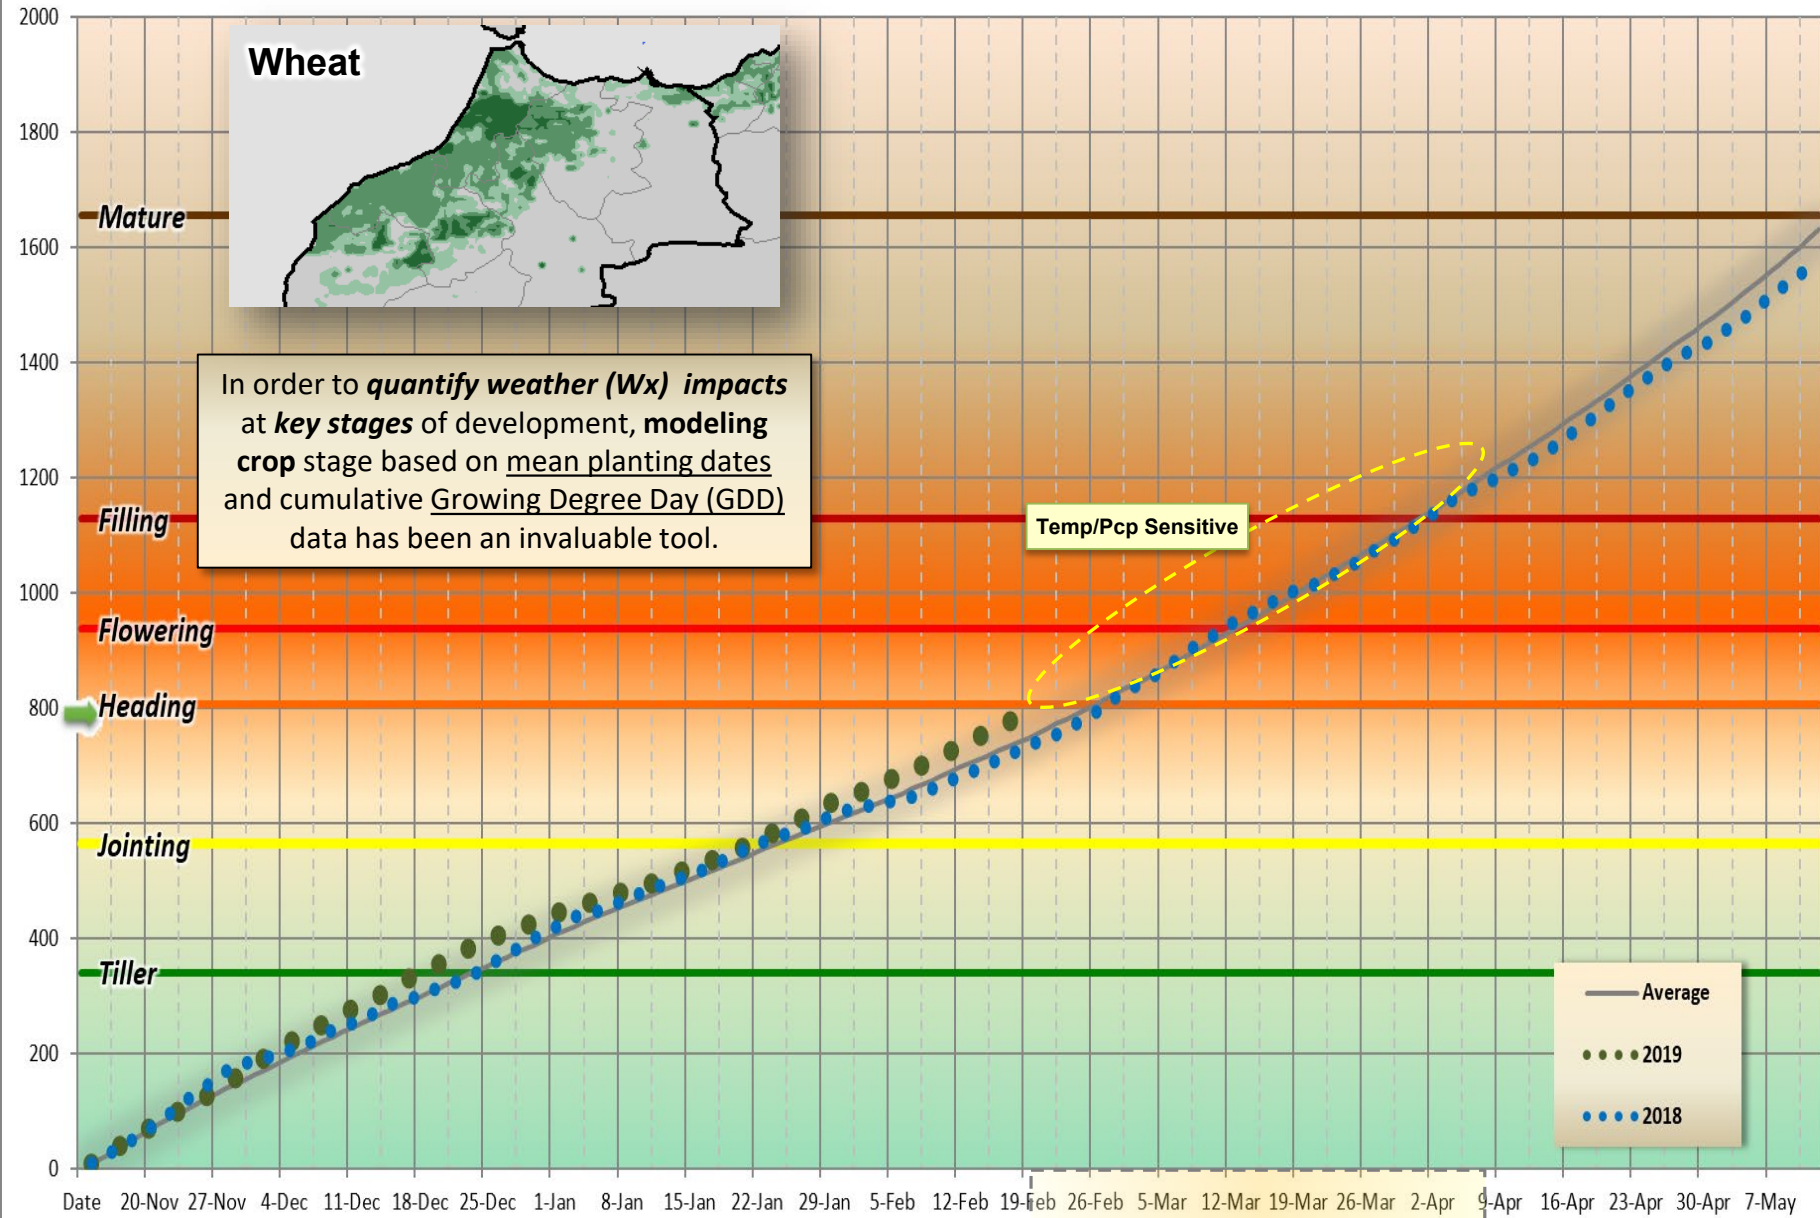 2000
1800
1600
1400
1200
1000
800
600
400
200
0
Wheat
Mature
In order to quantify weather (Wx) impacts
at key stages of development, modeling
crop stage based on mean planting dates
and cumulative Growing Degree Day (GDD)
data has been an invaluable tool.
Filling
Temp/Pcp Sensitive
Flowering
Heading
Jointing
Tiller
Average
2019
2018
Date 20-Nov 27-Nov 4-Dec 11-Dec 18-Dec 25-Dec 1-Jan 8-Jan 15-Jan 22-Jan 29-Jan 5-Feb 12-Feb 19-Feb 26-Feb 5-Mar 12-Mar 19-Mar 26-Mar 2-Apr 9-Apr 16-Apr 23-Apr 30-Apr 7-May